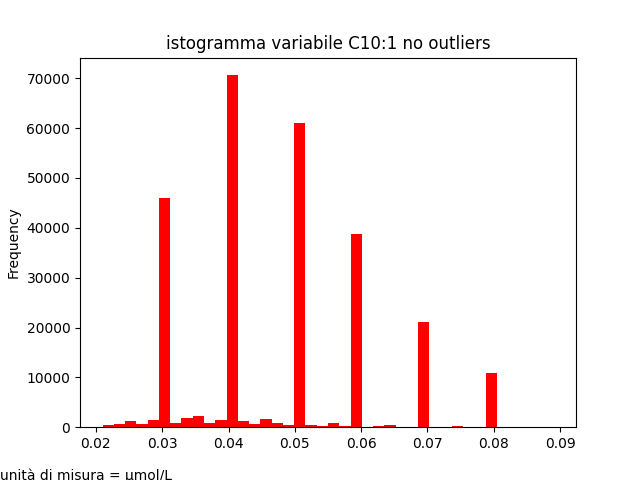 istogramma variabile C10:1 no outliers
70000
60000
50000
40000
30000
20000
10000
0
Frequency
0.02 0.03 0.04 0.05 0.06 0.07 0.08 0.09
unità di misura = μmol/L